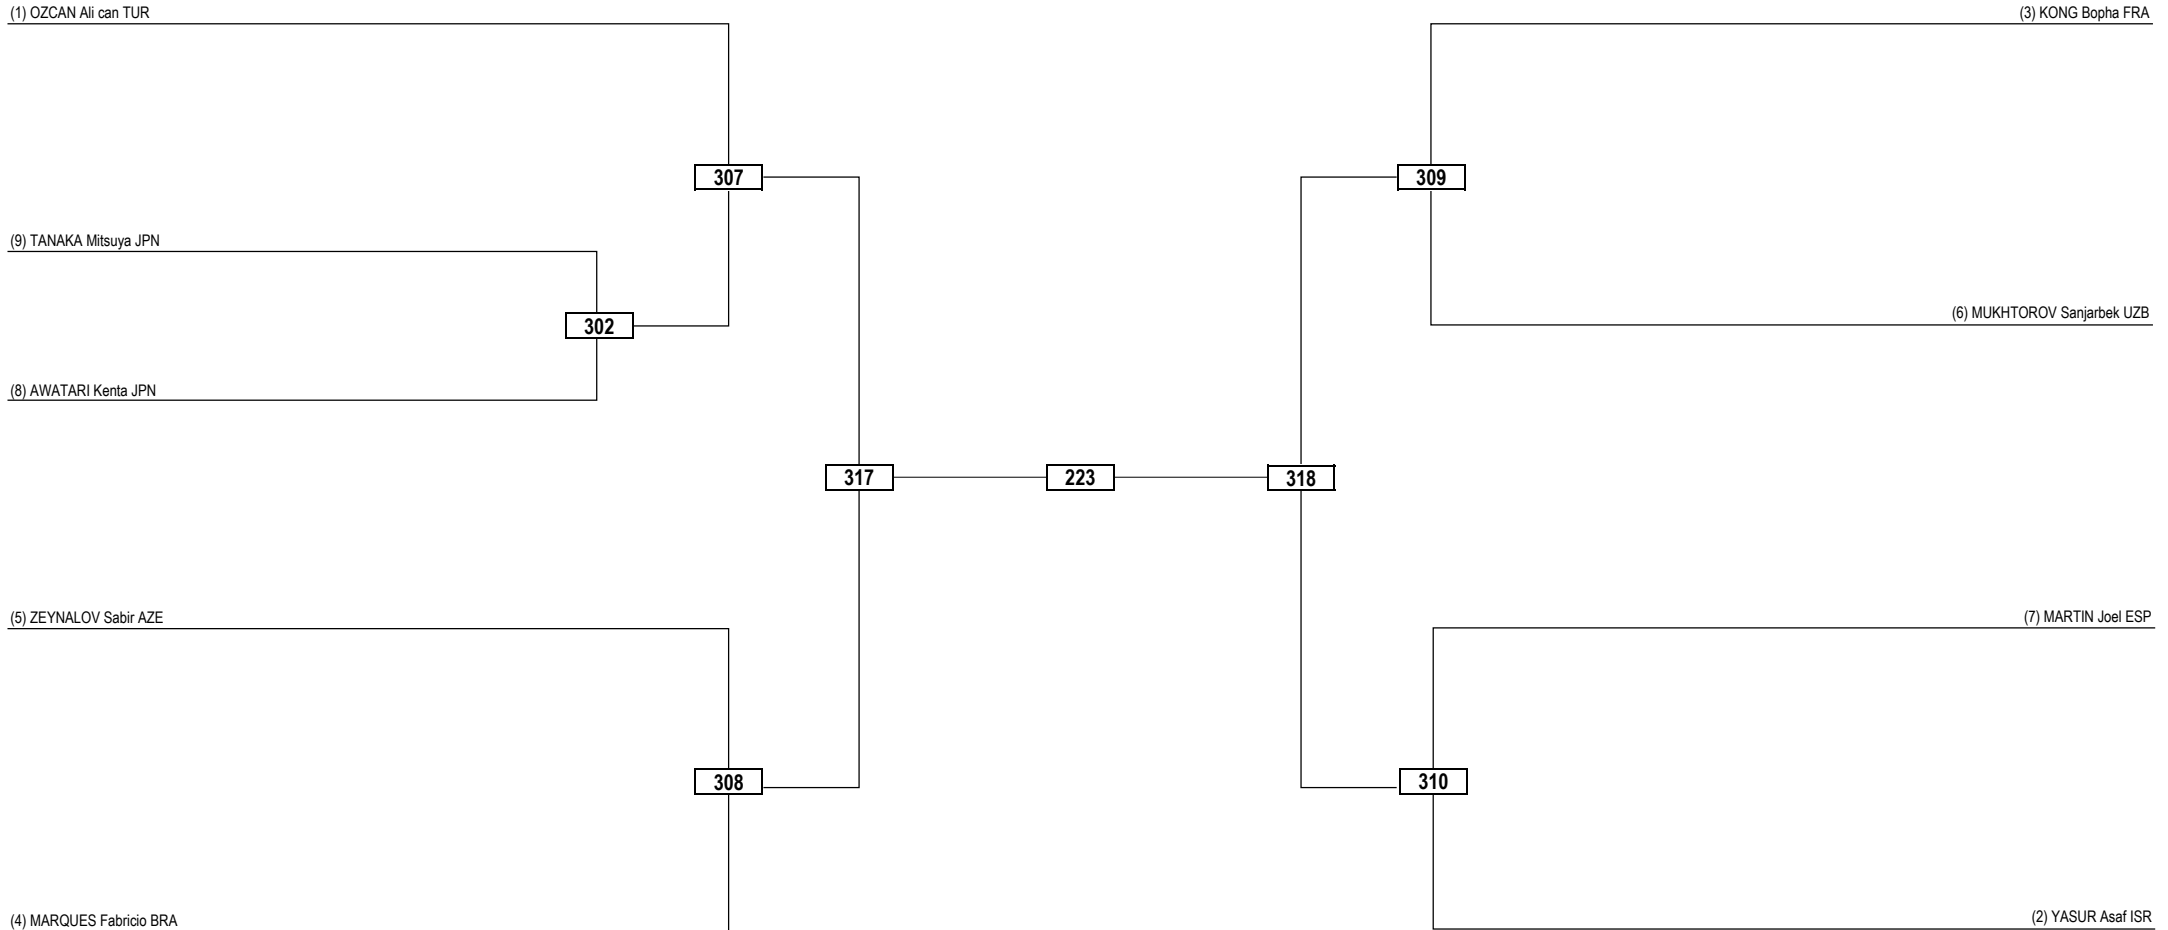 (1) OZCAN Ali can TUR
(3) KONG Bopha FRA
307
309
(9) TANAKA Mitsuya JPN
(6) MUKHTOROV Sanjarbek UZB
302
(8) AWATARI Kenta JPN
317
223
318
(5) ZEYNALOV Sabir AZE
(7) MARTIN Joel ESP
308
310
(4) MARQUES Fabricio BRA
(2) YASUR Asaf ISR